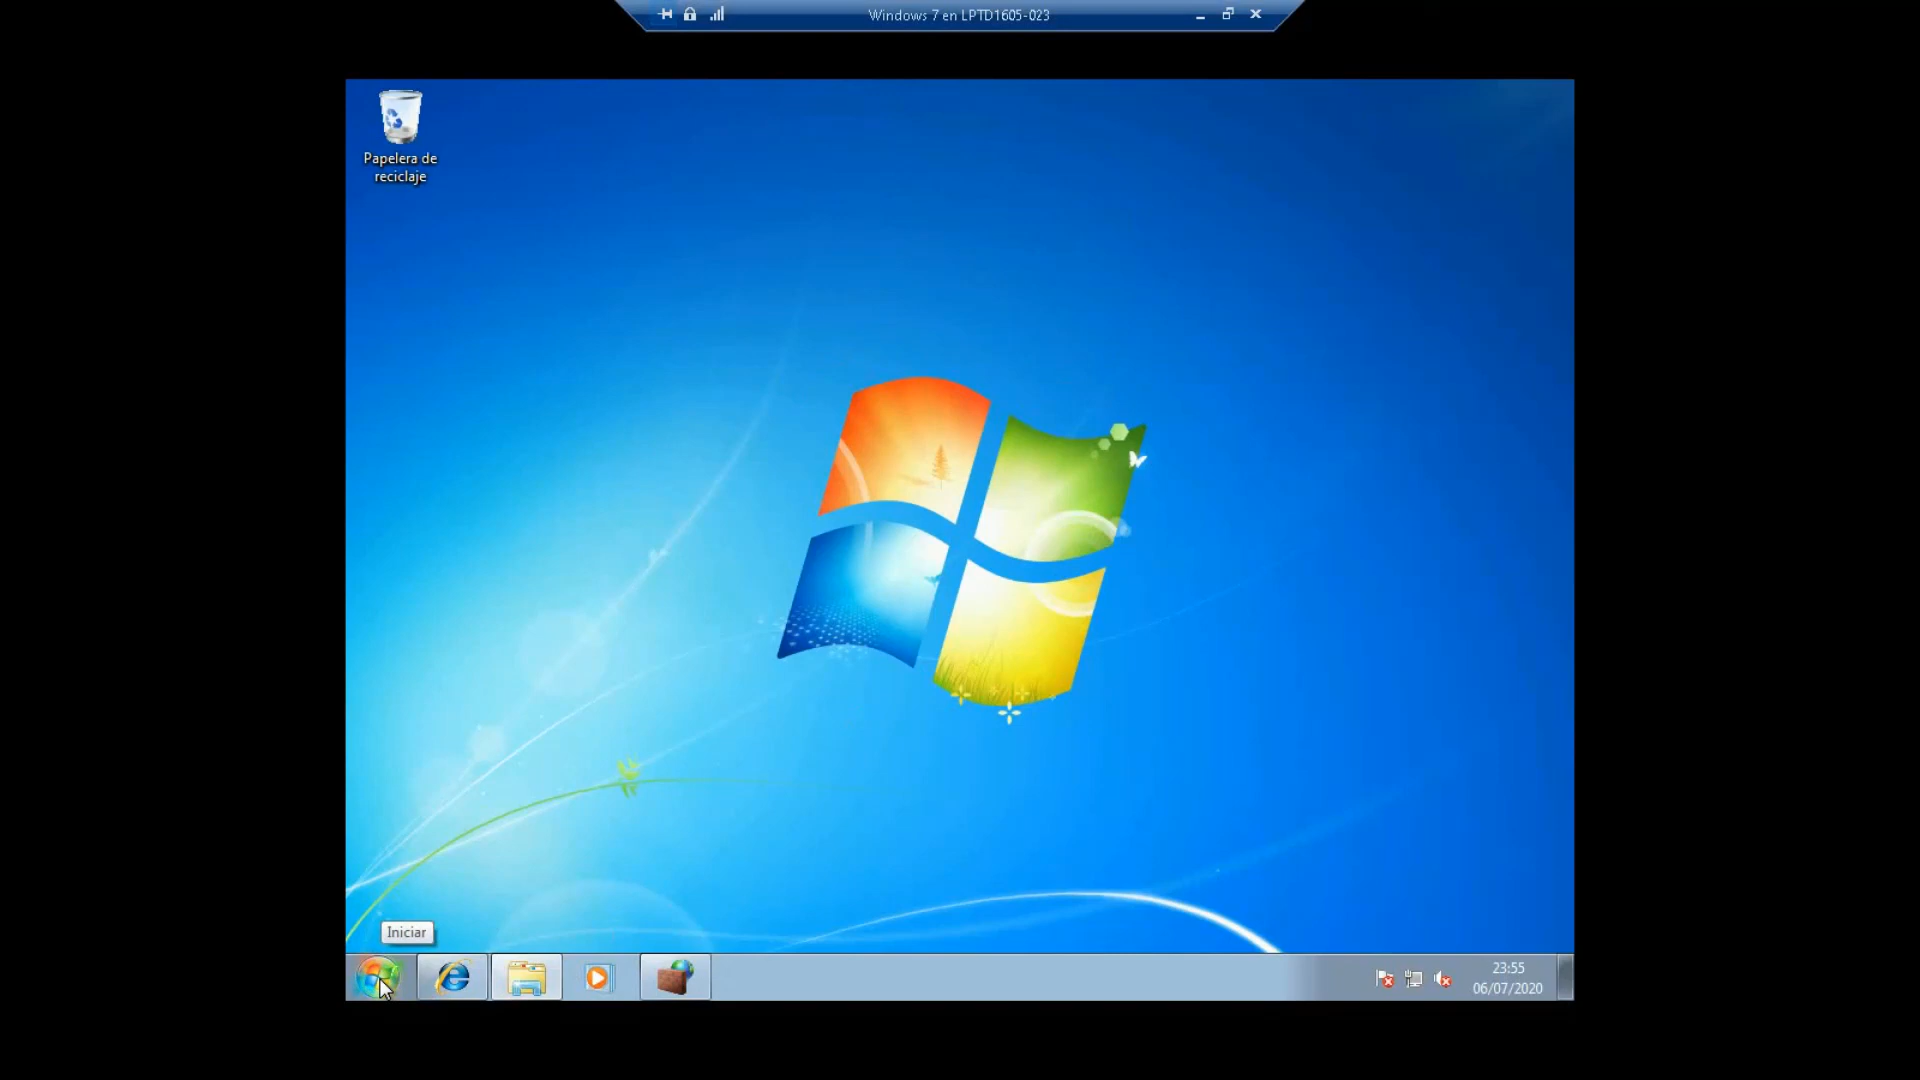 Windows 7 en LPTD1605-023
Papelera de
reciclaje
Iniciar
23:55
06/07/2020